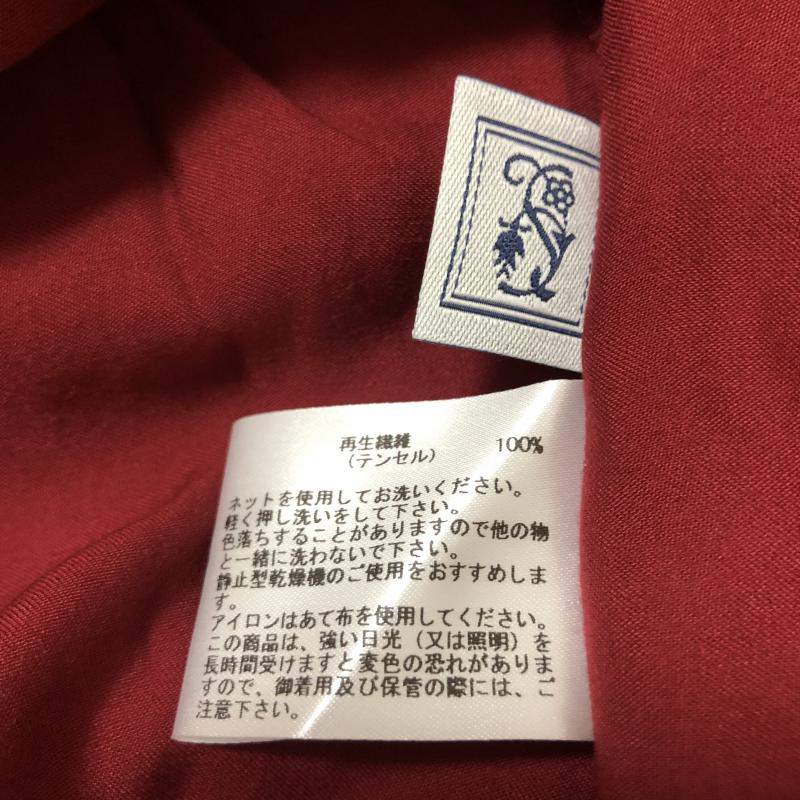 再生繊維 100%
(テンセル)
ネットを使用してお洗いください。
軽く押し洗いをして下さい。
色落ちすることがありますので他の物
と一緒に洗わないで下さい。
静止型乾燥機のご使用をおすすめしま
す。
アイロンはあて布を使用してください。
この商品は、強い日光(又は照明)を
長時間受けますと変色の恐れがありま
すので、御着用及び保管の際には、ご
注意下さい。